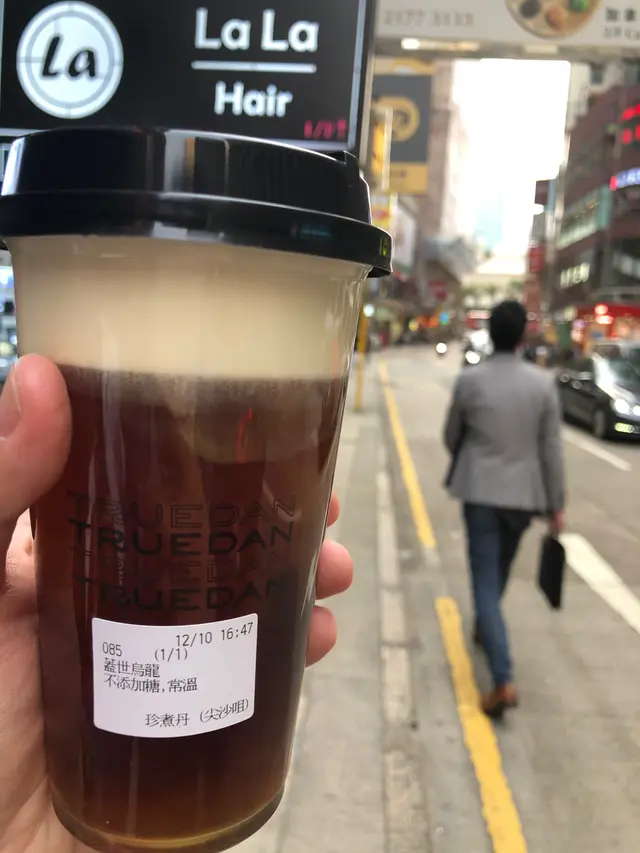 La
La La
Hair
TRUEDAN
TRUEDAN
TRUEDAN
12/10 16:47
085 (1/1)
蓋世烏龍
不添加糖,常溫
珍煮丹 (尖沙咀)